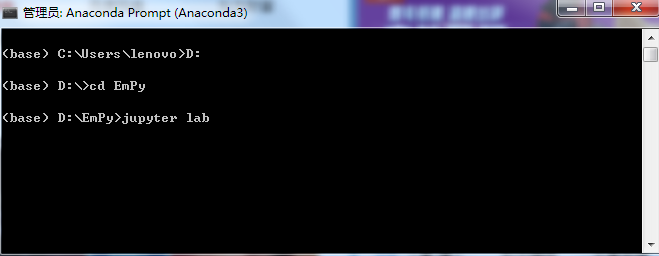 管理员: Anaconda Prompt (Anaconda3)
(base) C:\Users\lenovo>D:
(base) D:\>cd EmPy
(base) D:\EmPy>jupyter lab